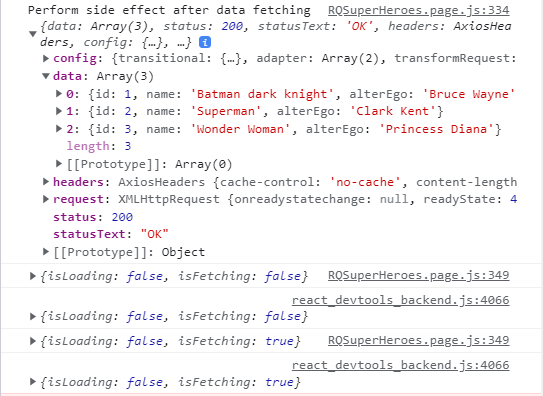 Perform side effect after data fetching RQSuperHeroes.page.js:334
{data: Array(3), status: 200, statusText: 'OK', headers: AxiosHea
ders, config: {…}, …} i
config: {transitional: {…}, adapter: Array(2), transformRequest:
data: Array(3)
0: {id: 1, name: 'Batman dark knight', alterEgo: 'Bruce Wayne'
1: {id: 2, name: 'Superman', alterEgo: 'Clark Kent'}
2: {id: 3, name: 'Wonder Woman', alterEgo: 'Princess Diana'}
length: 3
[[Prototype]]: Array(0)
headers: AxiosHeaders {cache-control: 'no-cache', content-length
request: XMLHttpRequest {onreadystatechange: null, readyState: 4
status: 200
statusText: "OK"
[[Prototype]]: Object
{isLoading: false, isFetching: false} RQSuperHeroes.page.js:349
react_devtools_backend.js:4066
{isLoading: false, isFetching: false}
{isLoading: false, isFetching: true} RQSuperHeroes.page.js:349
react_devtools_backend.js:4066
{isLoading: false, isFetching: true}